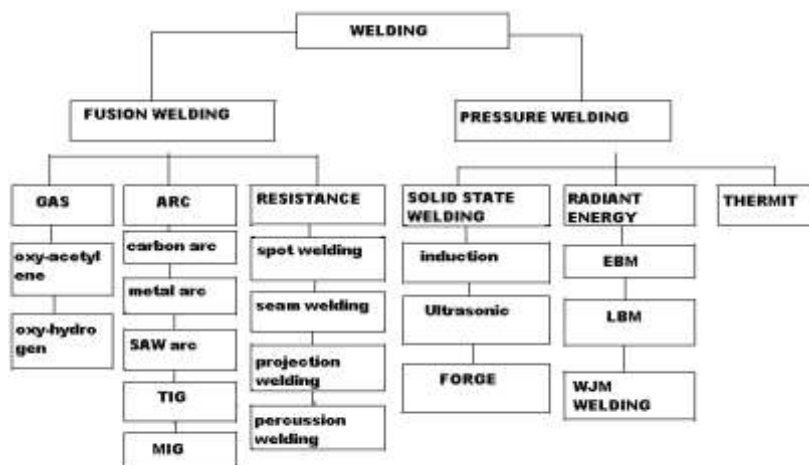 WELDING
FUSION WELDING
PRESSURE WELDING
GAS
ARC
RESISTANCE
SOLID STATE
WELDING
RADIANT
ENERGY
THERMIT
oxy-acetyl
ene
oxy-hydro
gen
carbon arc
metal arc
SAW arc
TIG
MIG
spot welding
seam welding
projection
welding
percussion
welding
induction
Ultrasonic
FORGE
EBM
LBM
WJM
WELDING